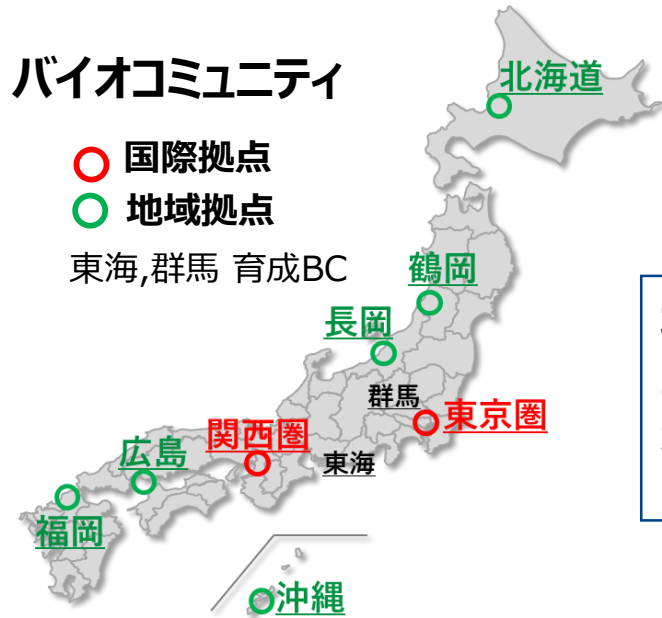 バイオコミュニティ
国際拠点
地域拠点
東海,群馬 育成BC
北海道
鶴岡
長岡
群馬
東京圏
関西圏
東海
広島
福岡
沖縄